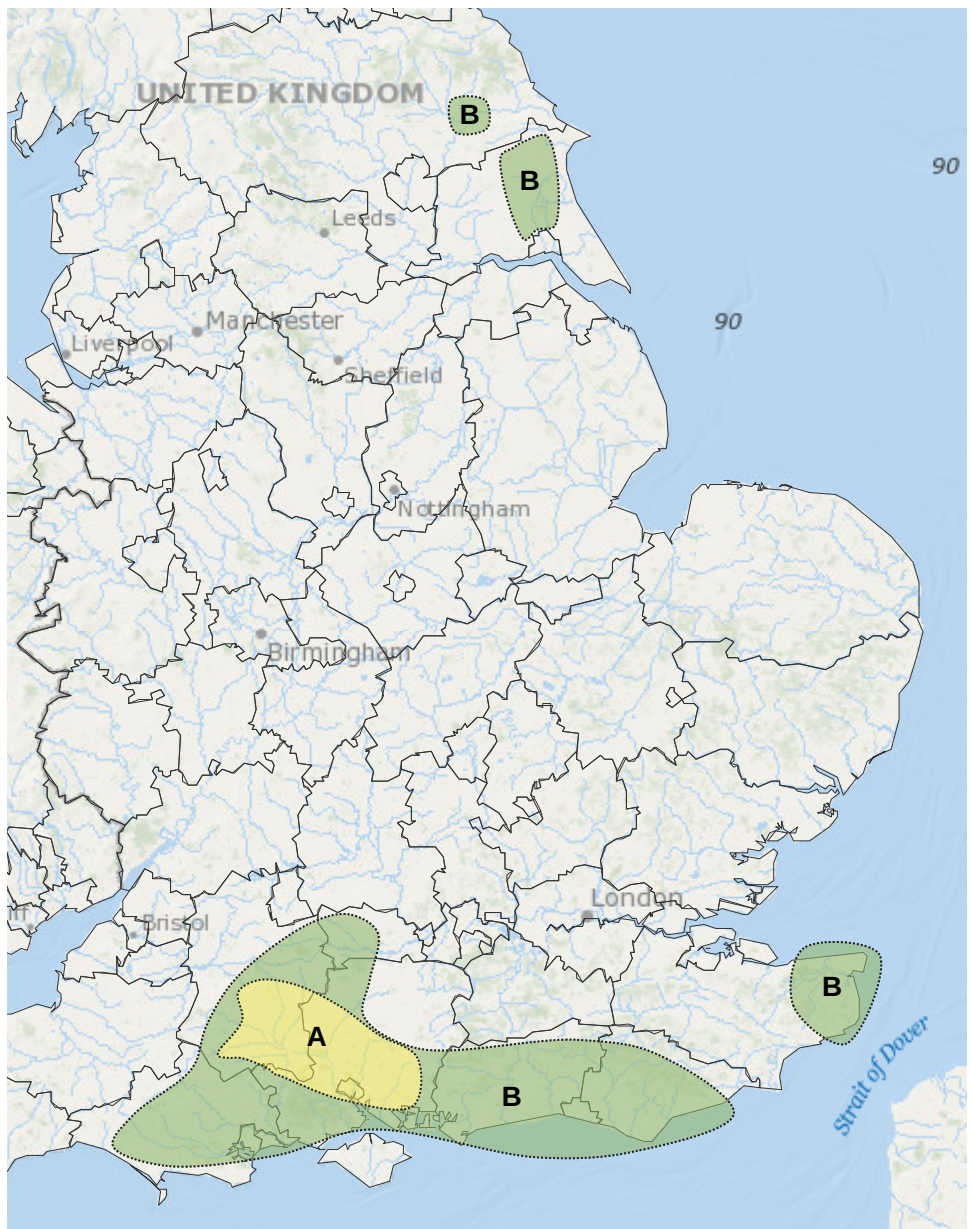 UNITED KINGDOM
B
B
90
Leeds
90
Manchester
Liverpool
Sheffield
Nottingham
Birmingham
London
Bristol
B
A
Strait of Dover
B